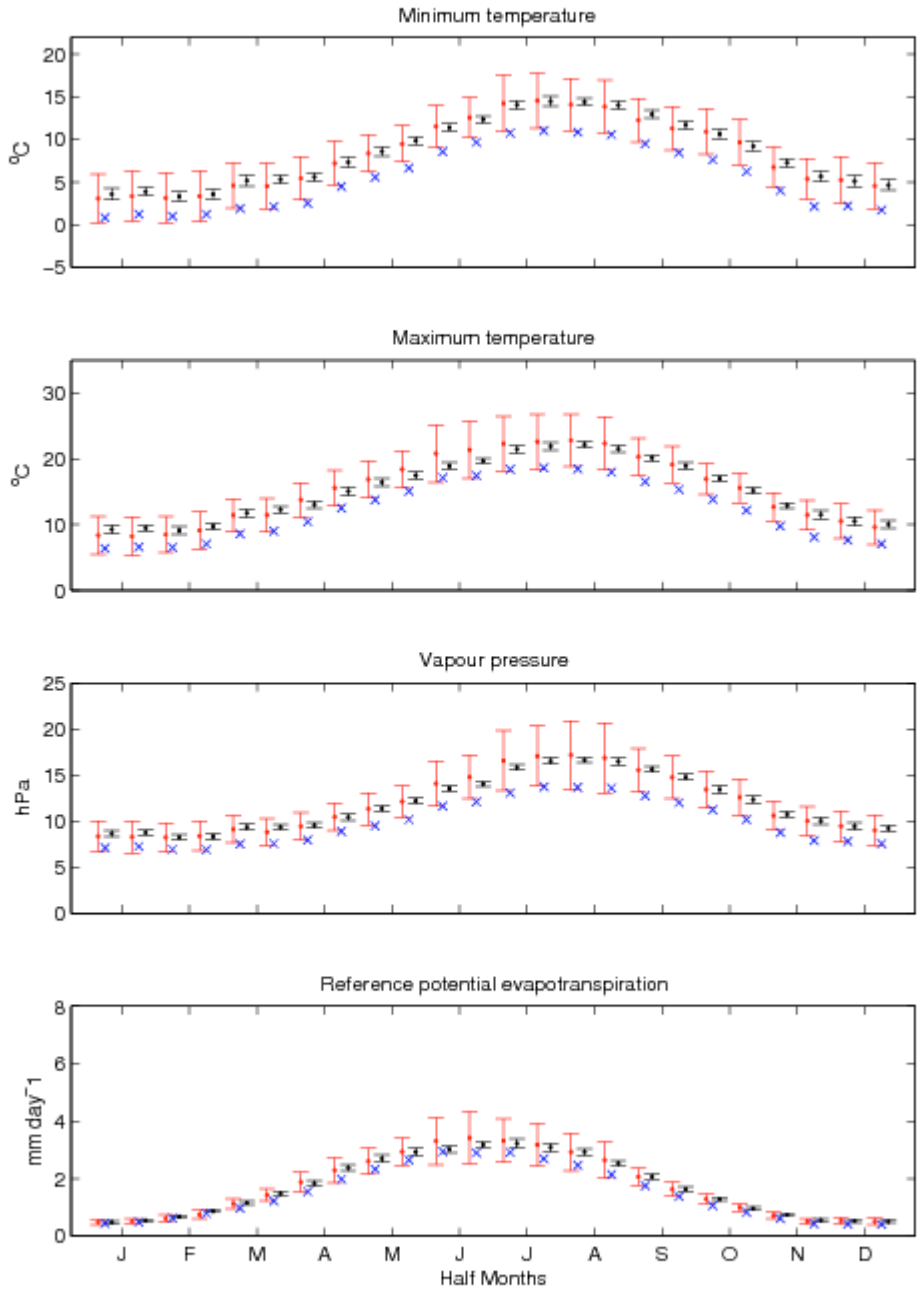 Minimum temperature
20
15
10
5
0
−5
°C
Maximum temperature
30
20
10
0
°C
Vapour pressure
25
20
15
10
5
0
hPa
Reference potential evapotranspiration
8
6
4
2
0
mm day⁻1
J F M A M J J A S O N D
Half Months